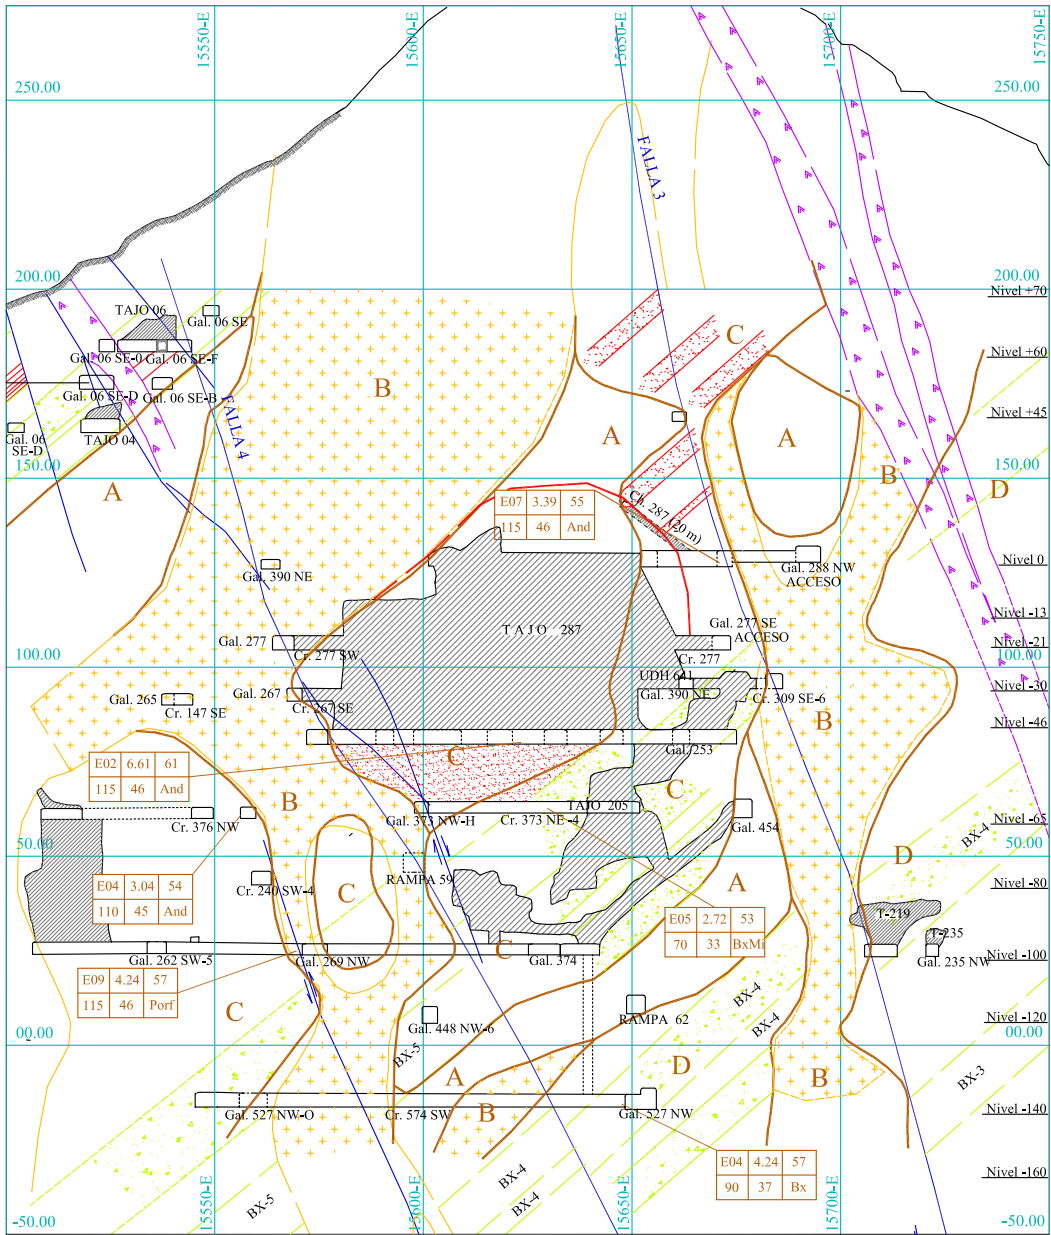 15550-E
15600-E
15650-E
15700-E
15750-E
250.00
250.00
FALLA 3
200.00
200.00
Nivel +70
TAJO 06
Gal. 06 SE
C
Gal. 06 SE-0
Gal. 06 SE-F
Nivel +60
B
Gal. 06 SE-D
Gal. 06 SE-B
FALLA 4
Nivel +45
Gal. 06
SE-D
TAJO 04
A
A
B
150.00
150.00
A
D
E07 3.39 55
115 46 And
Ch. 287 (20 m)
Gal. 390 NE
Gal. 288 NW
ACCESO
Nivel 0
Nivel -13
Gal. 277
Cr. 277 SW
TAJO 287
Gal. 277 SE
ACCESO
Cr. 277
Nivel -21
100.00
100.00
UDH 641
Gal. 265
Cr. 147 SE
Gal. 267
Cr. 267 SE
Gal. 390 NE
Cr. 309 SE-6
Nivel -30
B
Nivel -46
C
Gal. 253
E02 6.61 61
115 46 And
C
B
TAJO 205
Cr. 376 NW
Gal. 373 NW-H
Cr. 373 NE-4
Gal. 454
Nivel -65
BX-4
50.00
50.00
D
RAMPA 59
Cr. 240 SW-4
C
A
Nivel -80
E04 3.04 54
110 45 And
E05 2.72 53
70 33 BxMi
T-219
T-235
C
Gal. 262 SW-5
Gal. 269 NW
Gal. 374
Gal. 235 NW
Nivel -100
E09 4.24 57
115 46 Porf
BX-4
C
Gal. 448 NW-6
RAMPA 62
BX-4
Nivel -120
00.00
00.00
BX-5
A
D
B
BX-3
Gal. 527 NW-O
Cr. 574 SW
B
Gal. 527 NW
Nivel -140
E04 4.24 57
90 37 Bx
BX-4
Nivel -160
BX-5
BX-4
-50.00
-50.00
15550-E
15600-E
15650-E
15700-E